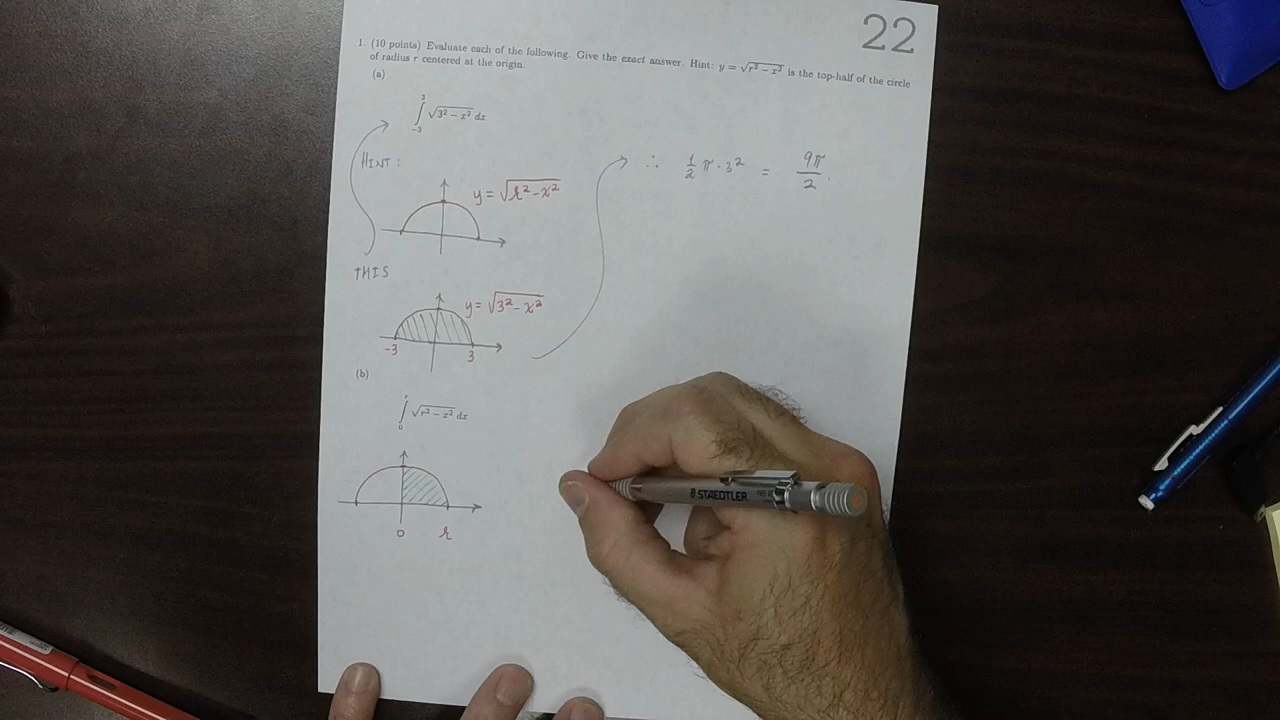 22
1. (10 points) Evaluate each of the following. Give the exact answer. Hint: y = √(r² − x²) is the top-half of the circle
of radius r centered at the origin.
(a)
∫₋₃³ √(3² − x²) dx
HINT:
y = √(r² − x²)
THIS
y = √(3² − x²)
-3 3
∴ ½ π · 3² = 9π/2.
(b)
∫₀ʳ √(r² − x²) dx
0 r
STAEDTLER